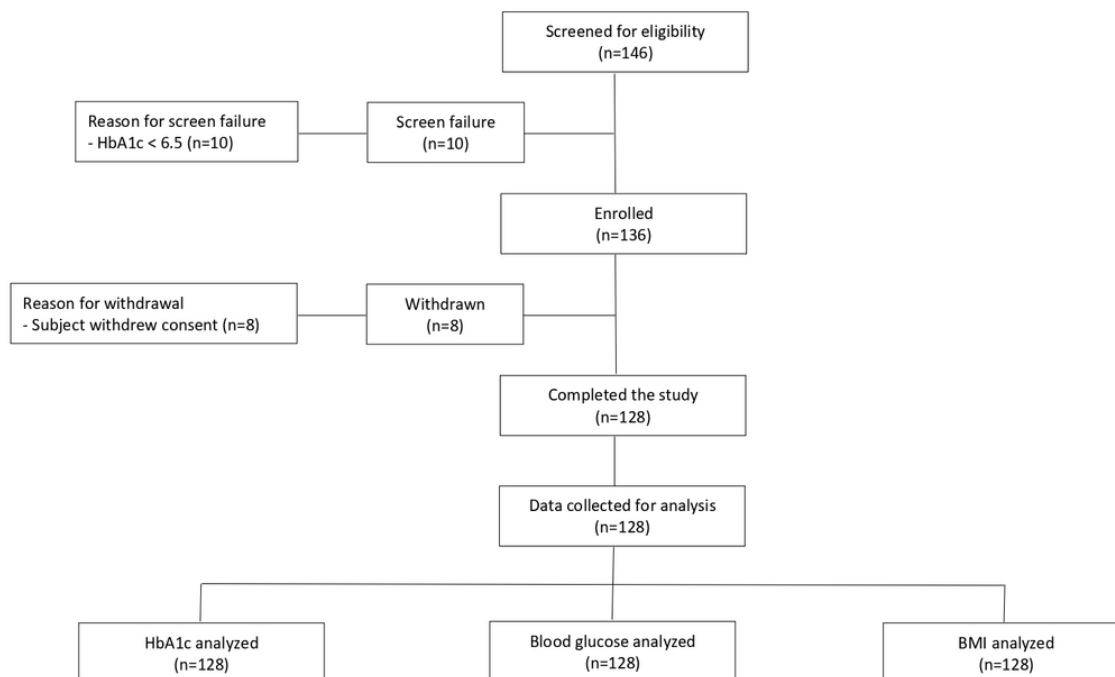 Screened for eligibility
(n=146)
Reason for screen failure
- HbA1c < 6.5 (n=10)
Screen failure
(n=10)
Enrolled
(n=136)
Reason for withdrawal
- Subject withdrew consent (n=8)
Withdrawn
(n=8)
Completed the study
(n=128)
Data collected for analysis
(n=128)
HbA1c analyzed
(n=128)
Blood glucose analyzed
(n=128)
BMI analyzed
(n=128)